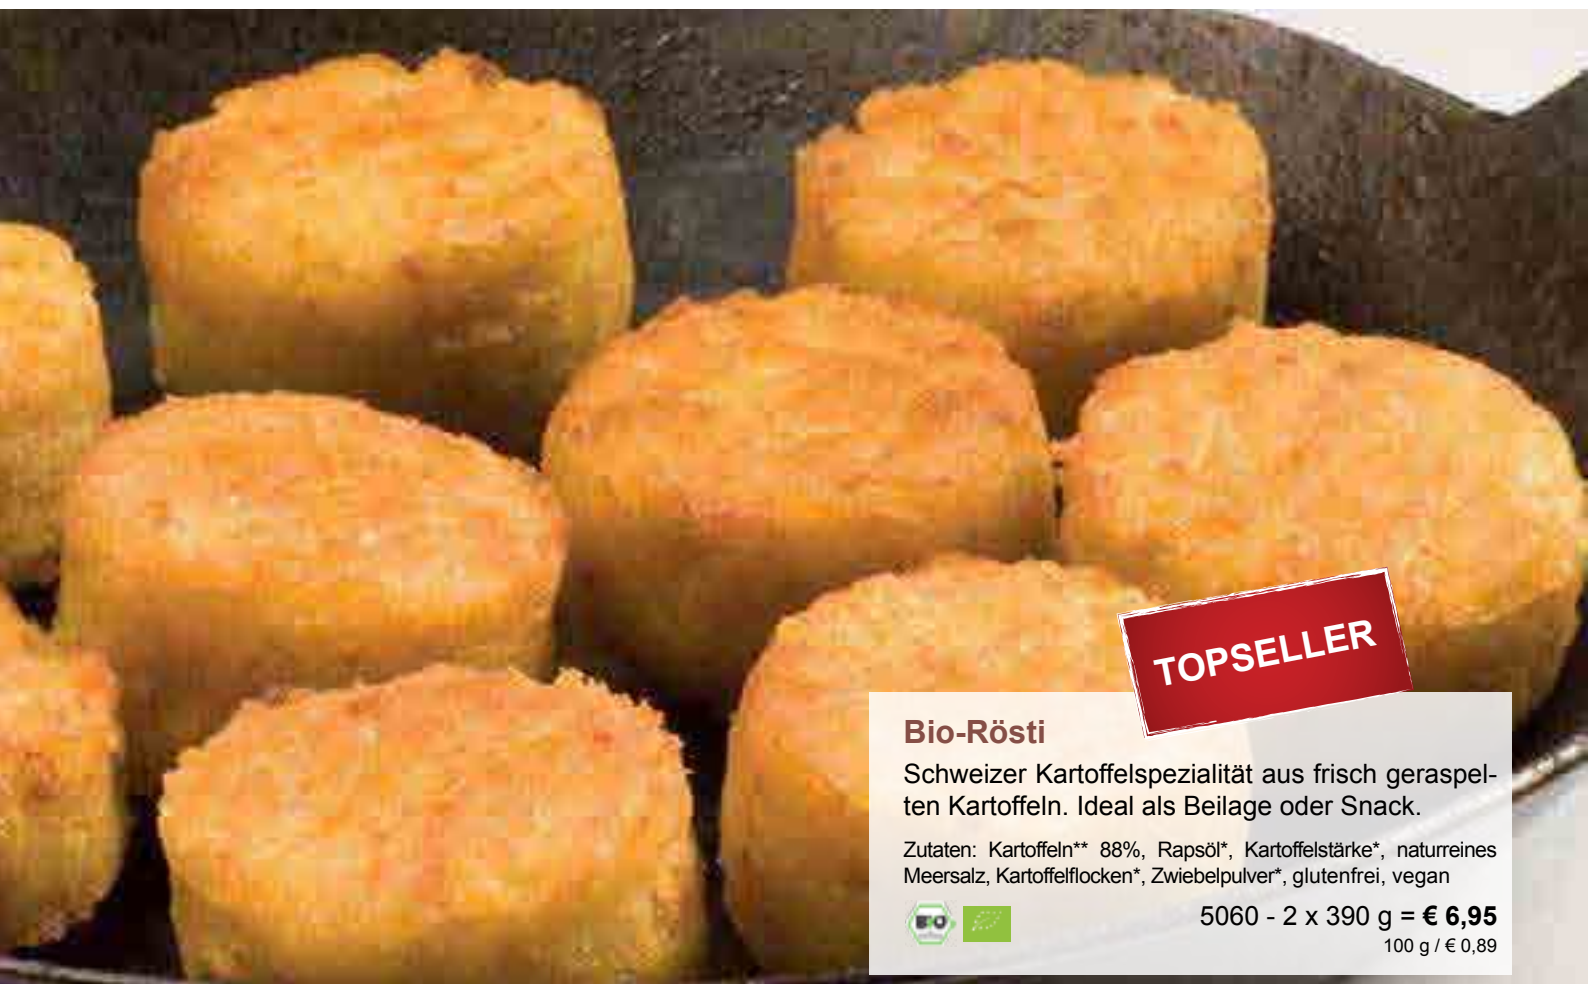 TOPSELLER
Bio-Rösti
Schweizer Kartoffelspezialität aus frisch geraspel-
ten Kartoffeln. Ideal als Beilage oder Snack.
Zutaten: Kartoffeln** 88%, Rapsöl*, Kartoffelstärke*, naturreines
Meersalz, Kartoffelflocken*, Zwiebelpulver*, glutenfrei, vegan
BIO
5060 - 2 x 390 g = € 6,95
100 g / € 0,89